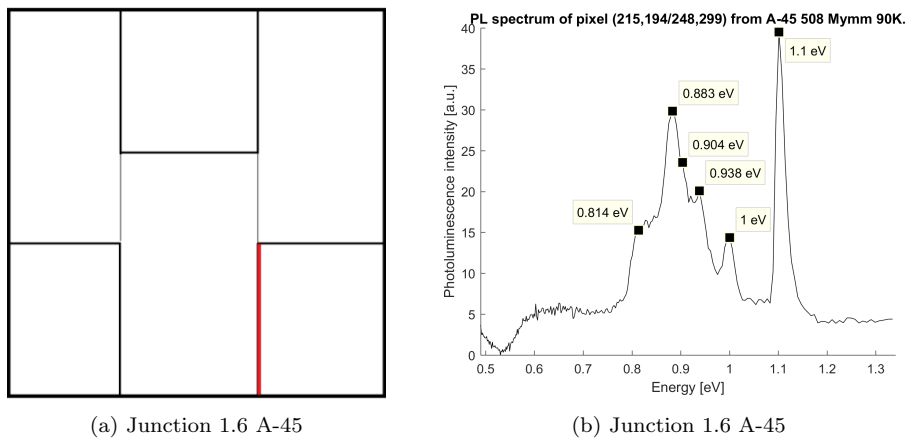 PL spectrum of pixel (215,194/248,299) from A-45 508 Mymm 90K.
Photoluminescence intensity [a.u.]
40
35
30
25
20
15
10
5
0
1.1 eV
0.883 eV
0.904 eV
0.938 eV
0.814 eV
1 eV
0.5 0.6 0.7 0.8 0.9 1 1.1 1.2 1.3
Energy [eV]
(a) Junction 1.6 A-45
(b) Junction 1.6 A-45